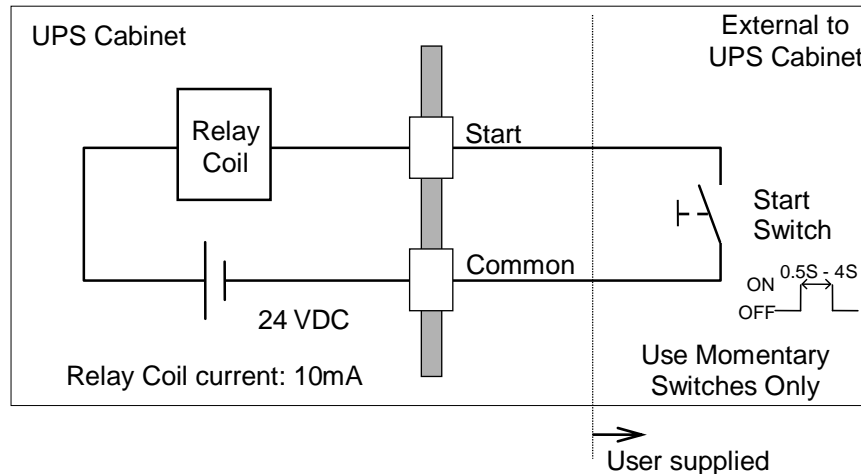 UPS Cabinet
External to
UPS Cabinet
Relay
Coil
Start
Start
Switch
Common
ON
0.5S - 4S
OFF
24 VDC
Relay Coil current: 10mA
Use Momentary
Switches Only
User supplied